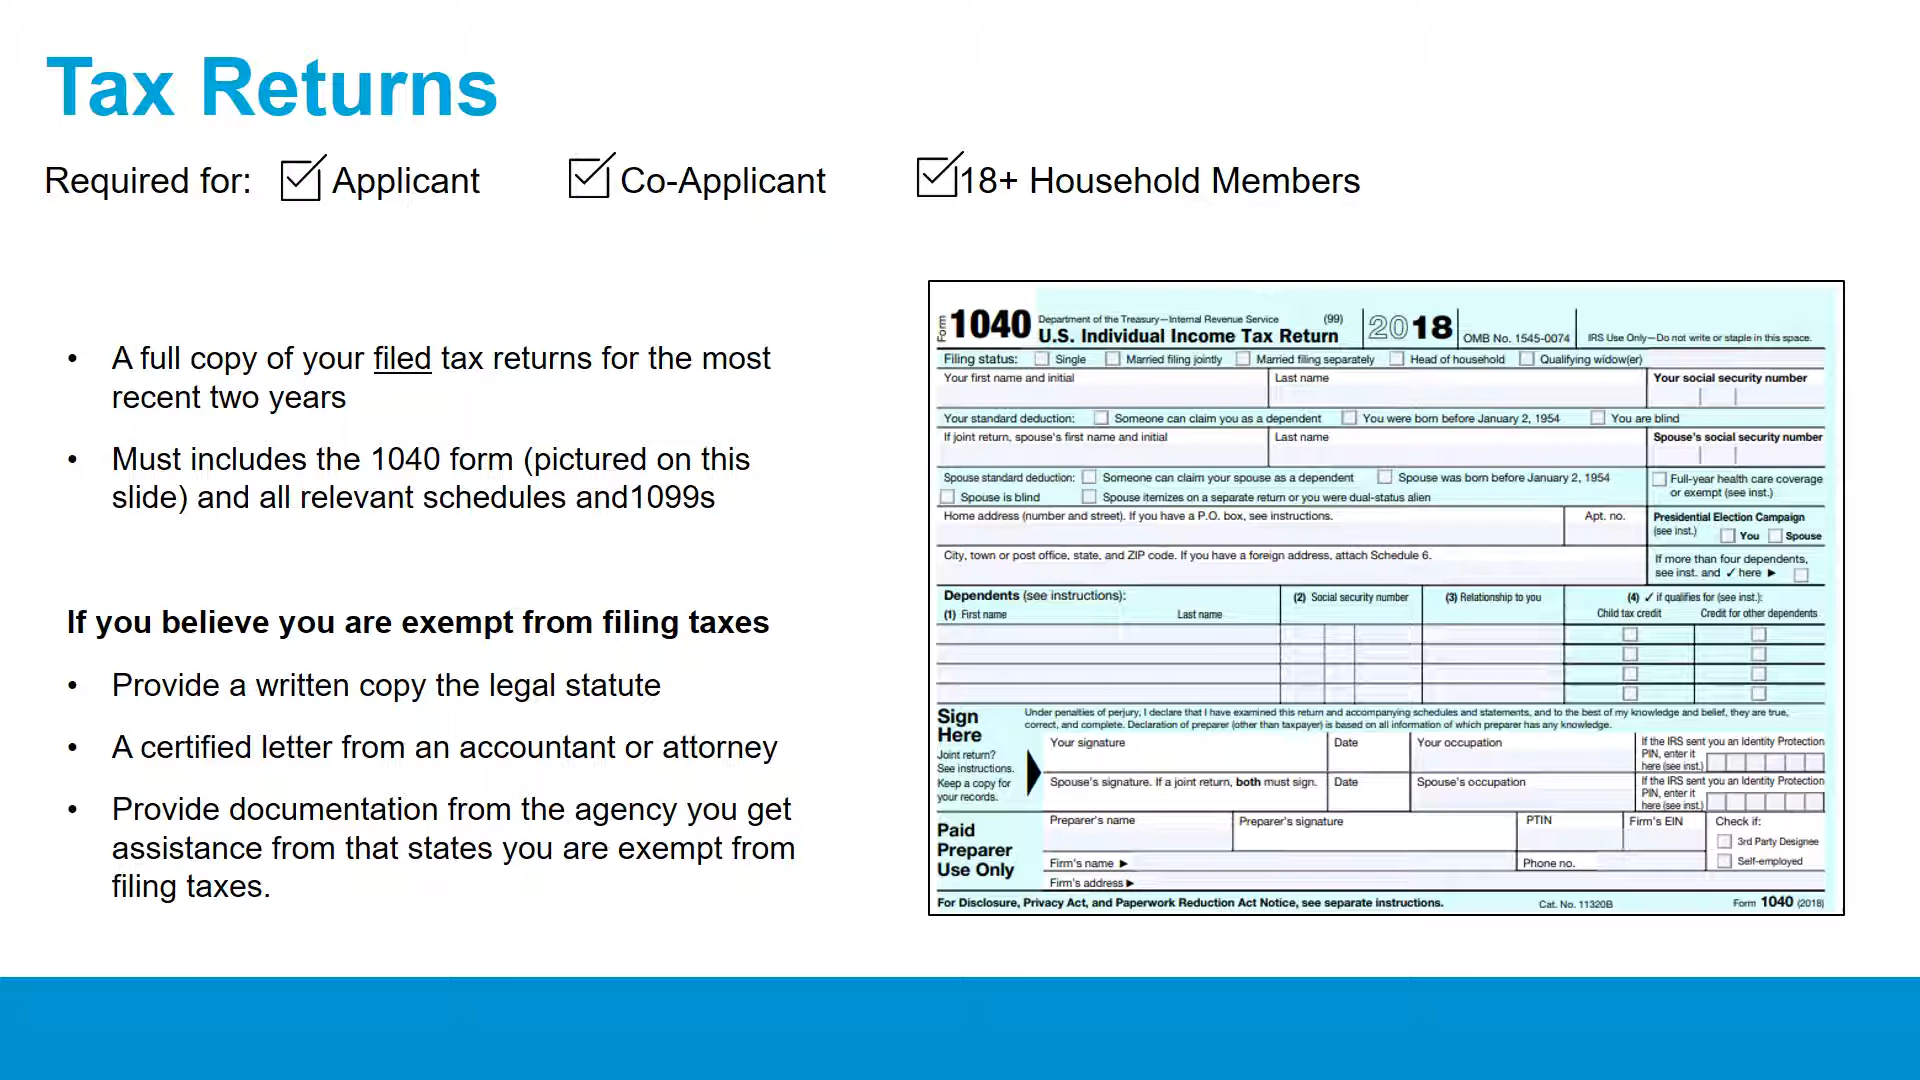 Tax Returns
Required for: Applicant Co-Applicant 18+ Household Members
• A full copy of your filed tax returns for the most
recent two years
• Must includes the 1040 form (pictured on this
slide) and all relevant schedules and1099s
If you believe you are exempt from filing taxes
• Provide a written copy the legal statute
• A certified letter from an accountant or attorney
• Provide documentation from the agency you get
assistance from that states you are exempt from
filing taxes.
Form 1040 Department of the Treasury—Internal Revenue Service (99)
U.S. Individual Income Tax Return 2018 OMB No. 1545-0074 IRS Use Only—Do not write or staple in this space.
Filing status: Single Married filing jointly Married filing separately Head of household Qualifying widow(er)
Your first name and initial Last name Your social security number
Your standard deduction: Someone can claim you as a dependent You were born before January 2, 1954 You are blind
If joint return, spouse's first name and initial Last name Spouse's social security number
Spouse standard deduction: Someone can claim your spouse as a dependent Spouse was born before January 2, 1954 Full-year health care coverage
or exempt (see inst.)
Spouse is blind Spouse itemizes on a separate return or you were dual-status alien
Home address (number and street). If you have a P.O. box, see instructions. Apt. no. Presidential Election Campaign
(see inst.) You Spouse
City, town or post office, state, and ZIP code. If you have a foreign address, attach Schedule 6. If more than four dependents,
see inst. and ✓ here ►
Dependents (see instructions): (2) Social security number (3) Relationship to you (4) ✓ if qualifies for (see inst.):
(1) First name Last name Child tax credit Credit for other dependents
Sign
Here
Joint return?
See instructions.
Keep a copy for
your records.
Under penalties of perjury, I declare that I have examined this return and accompanying schedules and statements, and to the best of my knowledge and belief, they are true,
correct, and complete. Declaration of preparer (other than taxpayer) is based on all information of which preparer has any knowledge.
Your signature Date Your occupation If the IRS sent you an Identity Protection
PIN, enter it
here (see inst.)
Spouse's signature. If a joint return, both must sign. Date Spouse's occupation If the IRS sent you an Identity Protection
PIN, enter it
here (see inst.)
Paid
Preparer
Use Only
Preparer's name Preparer's signature PTIN Firm's EIN Check if:
3rd Party Designee
Self-employed
Firm's name ► Phone no.
Firm's address ►
For Disclosure, Privacy Act, and Paperwork Reduction Act Notice, see separate instructions. Cat. No. 11320B Form 1040 (2018)